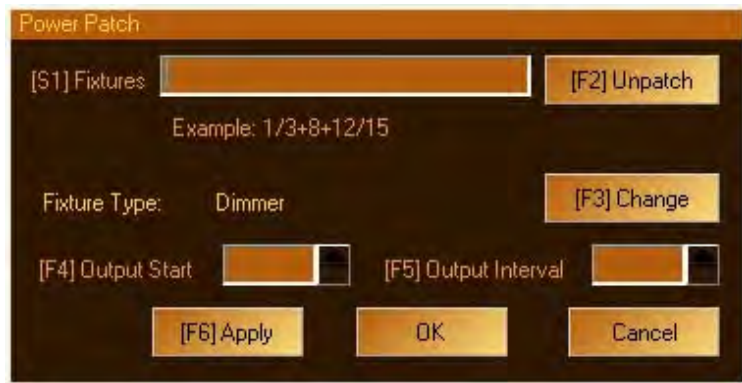 Power Patch
[S1] Fixtures
[F2] Unpatch
Example: 1/3+8+12/15
Fixture Type: Dimmer
[F3] Change
[F4] Output Start
[F5] Output Interval
[F6] Apply
OK
Cancel